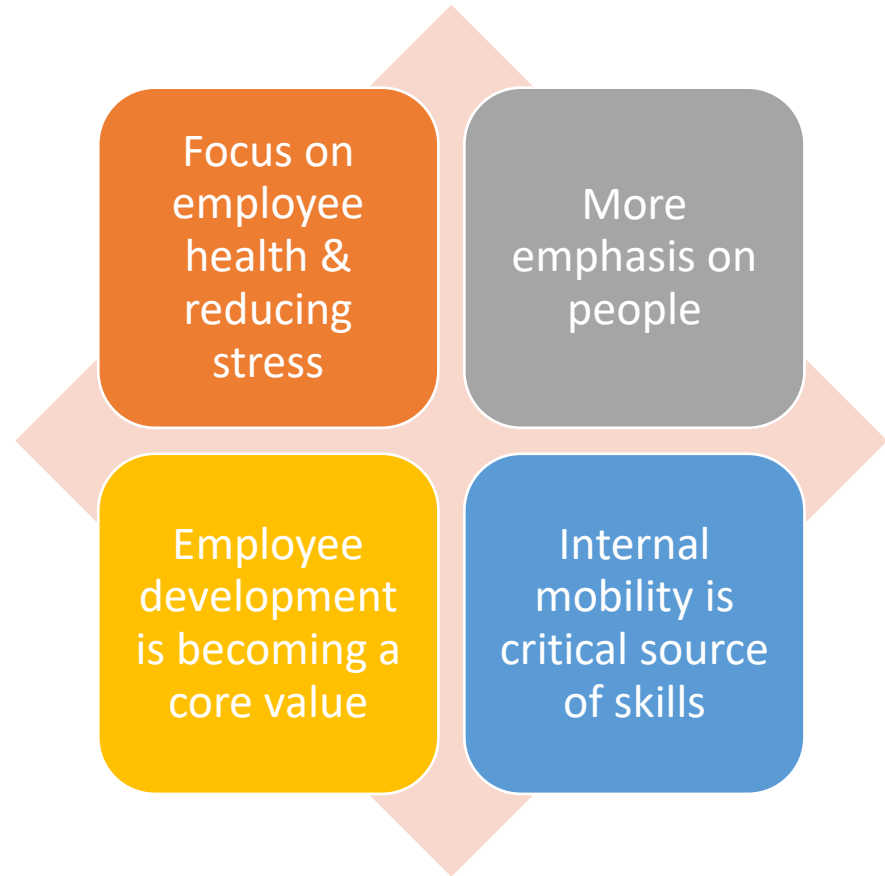 Focus on
employee
health &
reducing
stress
More
emphasis on
people
Employee
development
is becoming a
core value
Internal
mobility is
critical source
of skills